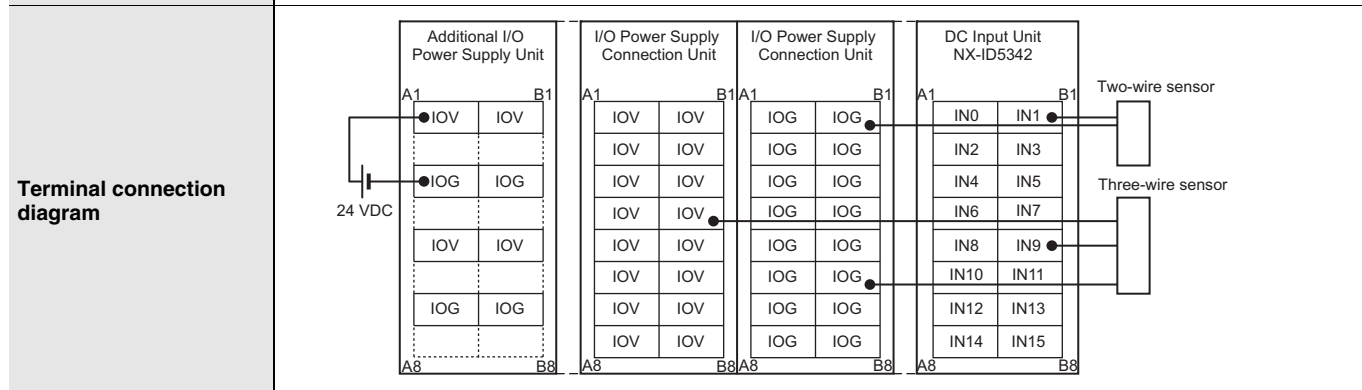 Terminal connection
diagram
Additional I/O
Power Supply Unit
A1 B1
IOV IOV
IOG IOG
IOV IOV
IOG IOG
A8 B8
24 VDC
I/O Power Supply
Connection Unit
A1 B1
IOV IOV
IOV IOV
IOV IOV
IOV IOV
IOV IOV
IOV IOV
IOV IOV
IOV IOV
A8 B8
I/O Power Supply
Connection Unit
A1 B1
IOG IOG
IOG IOG
IOG IOG
IOG IOG
IOG IOG
IOG IOG
IOG IOG
IOG IOG
A8 B8
DC Input Unit
NX-ID5342
A1 B1
IN0 IN1
IN2 IN3
IN4 IN5
IN6 IN7
IN8 IN9
IN10 IN11
IN12 IN13
IN14 IN15
A8 B8
Two-wire sensor
Three-wire sensor